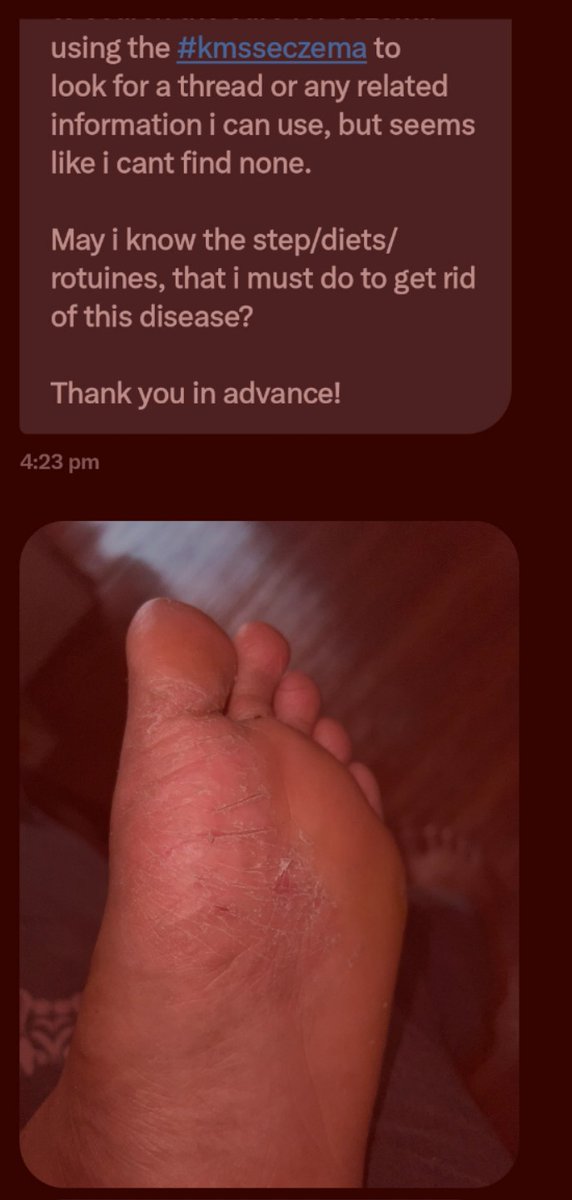 using the #kmsseczema to
look for a thread or any related
information i can use, but seems
like i cant find none.
May i know the step/diets/
rotuines, that i must do to get rid
of this disease?
Thank you in advance!
4:23 pm